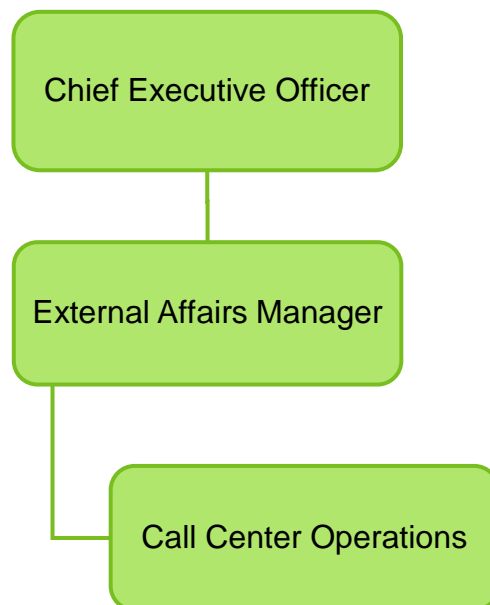 Chief Executive Officer
External Affairs Manager
Call Center Operations